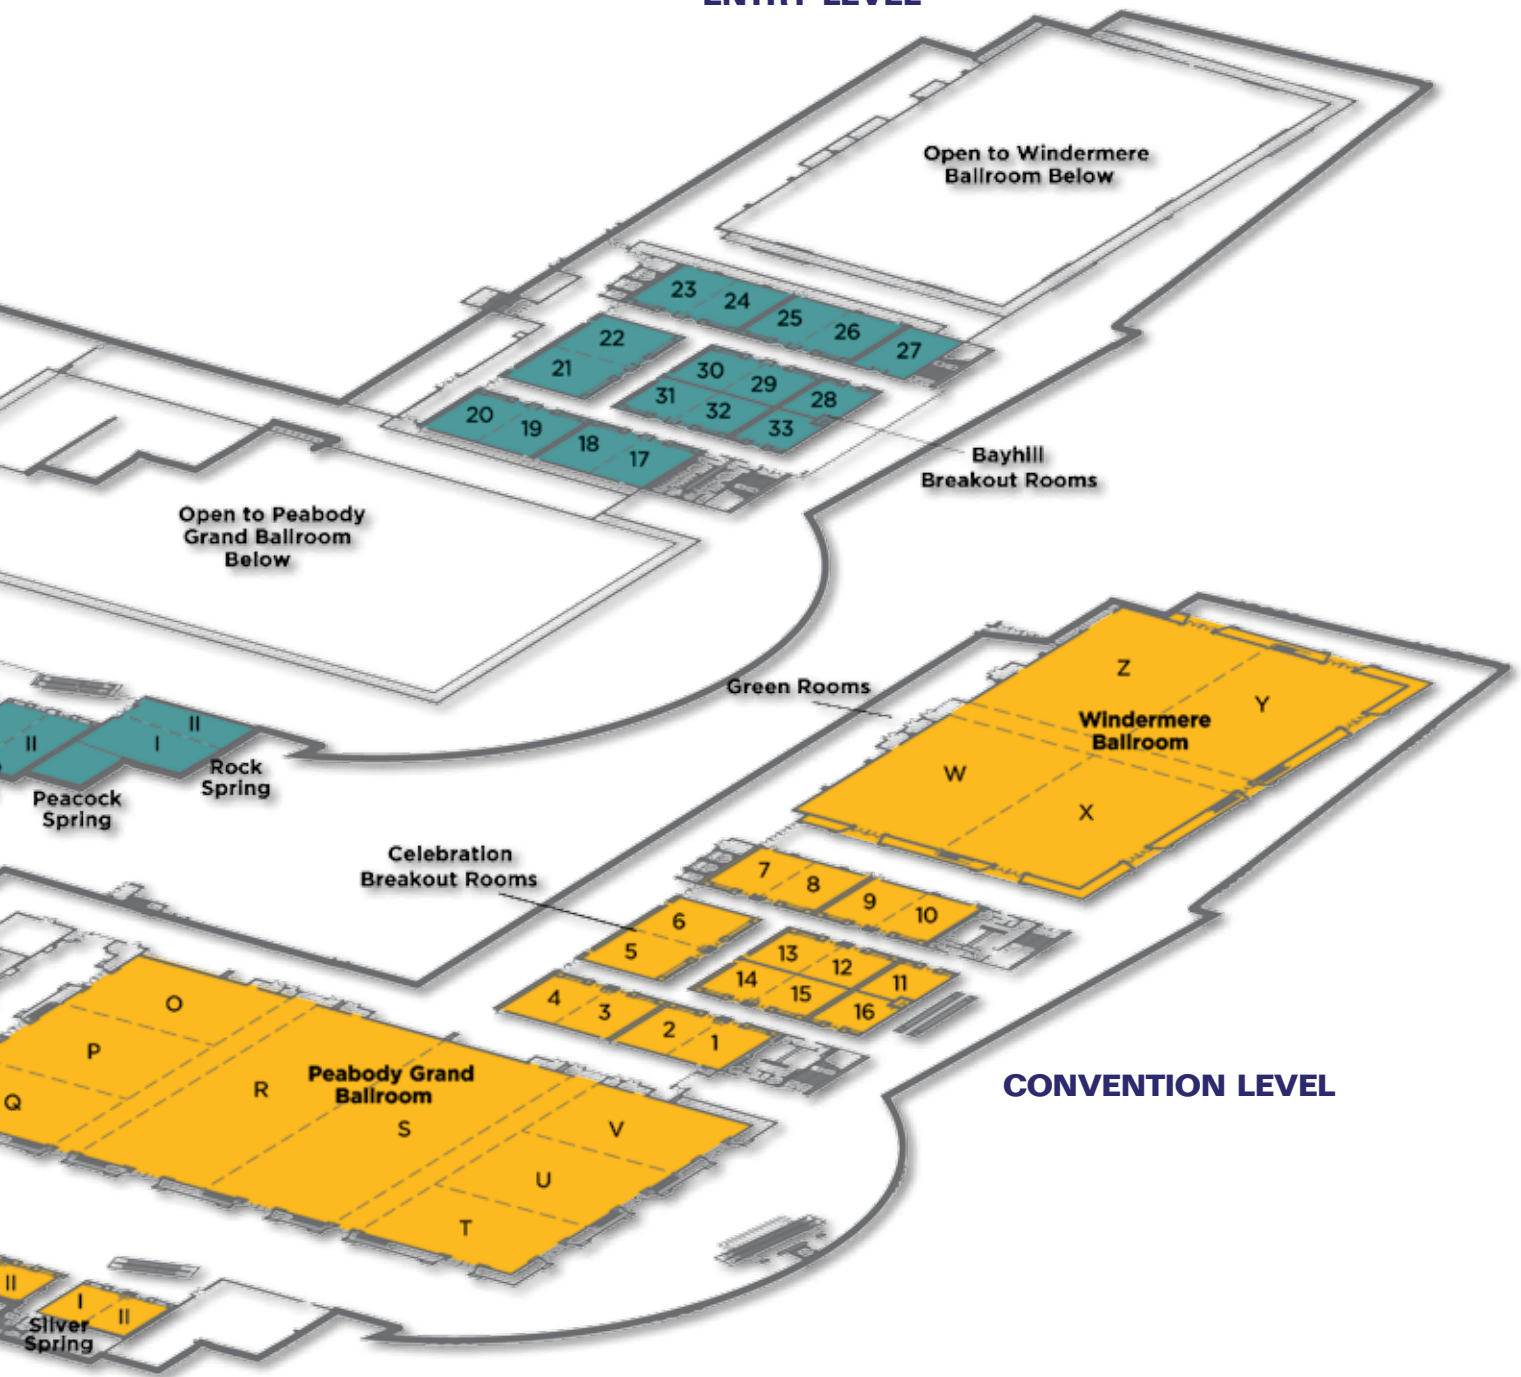 ENTRY LEVEL
Open to Windermere
Ballroom Below
23
24
25
26
27
22
21
30
29
28
31
32
33
20
19
18
17
Bayhill
Breakout Rooms
Open to Peabody
Grand Ballroom
Below
II
I
II
Rock
Spring
Peacock
Spring
Green Rooms
Z
Y
Windermere
Ballroom
W
X
Celebration
Breakout Rooms
7
8
9
10
6
5
13
12
11
14
15
16
4
3
2
1
O
P
Q
R
Peabody Grand
Ballroom
S
V
U
T
CONVENTION LEVEL
II
I
II
Silver
Spring